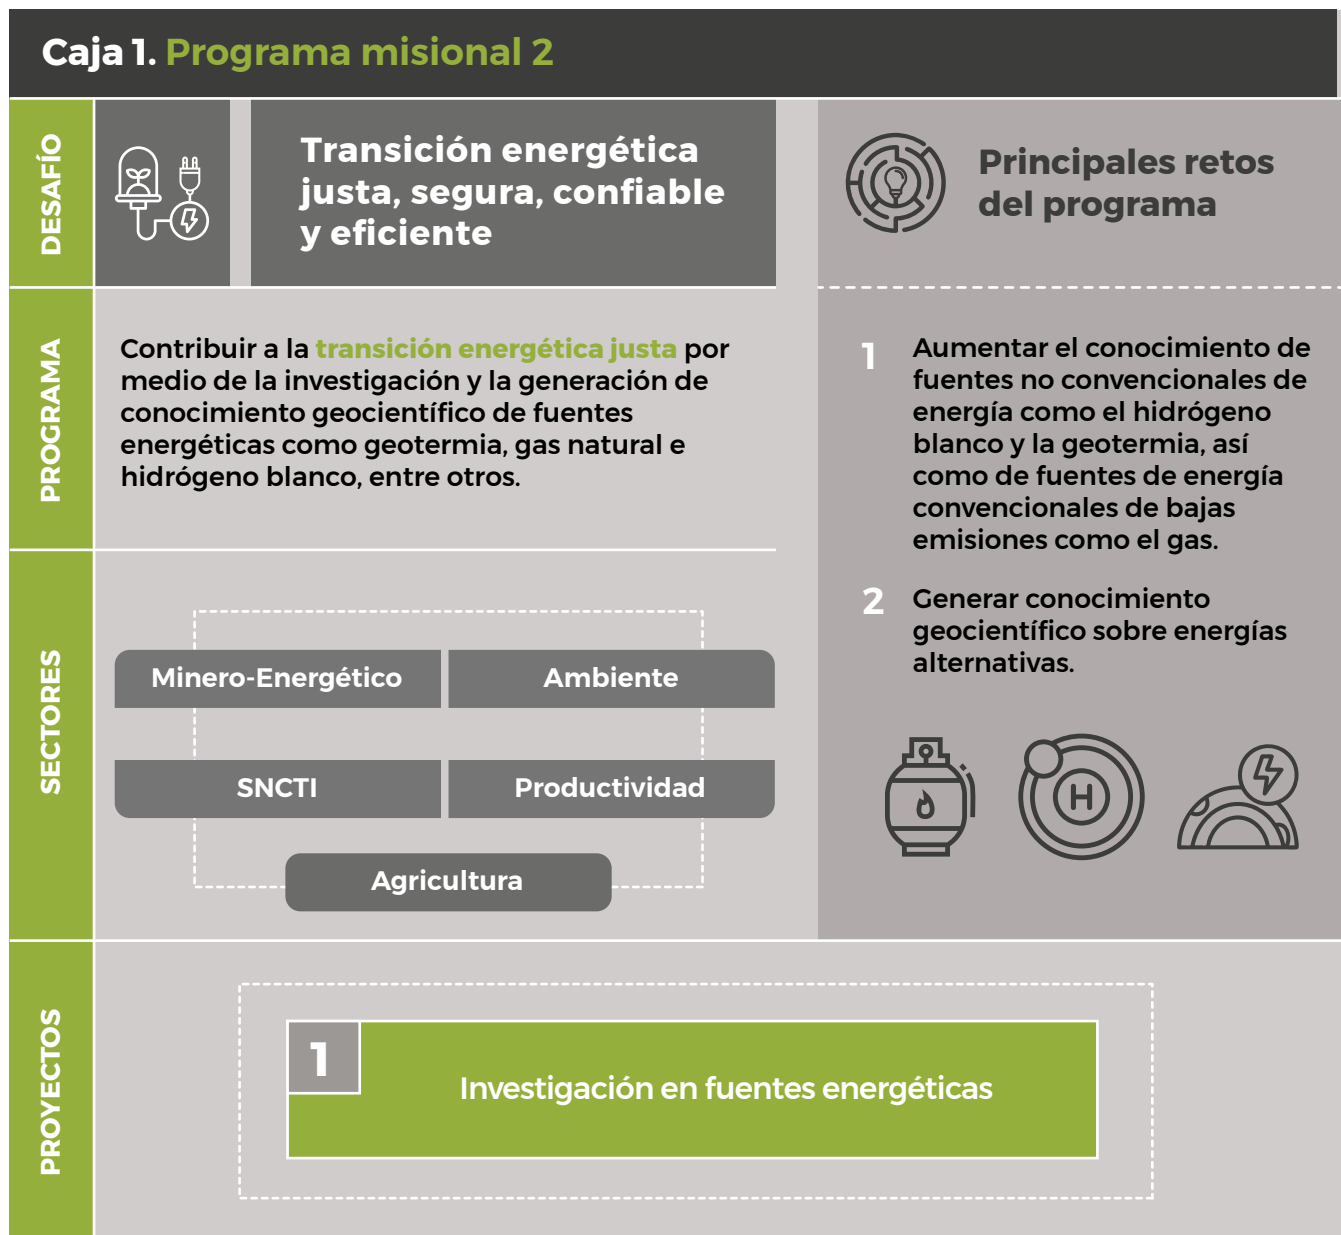 Caja 1. Programa misional 2
DESAFÍO
Transición energética
justa, segura, confiable
y eficiente
Principales retos
del programa
PROGRAMA
Contribuir a la transición energética justa por
medio de la investigación y la generación de
conocimiento geocientífico de fuentes
energéticas como geotermia, gas natural e
hidrógeno blanco, entre otros.
1 Aumentar el conocimiento de
fuentes no convencionales de
energía como el hidrógeno
blanco y la geotermia, así
como de fuentes de energía
convencionales de bajas
emisiones como el gas.
2 Generar conocimiento
geocientífico sobre energías
alternativas.
H
SECTORES
Minero-Energético
Ambiente
SNCTI
Productividad
Agricultura
PROYECTOS
1
Investigación en fuentes energéticas